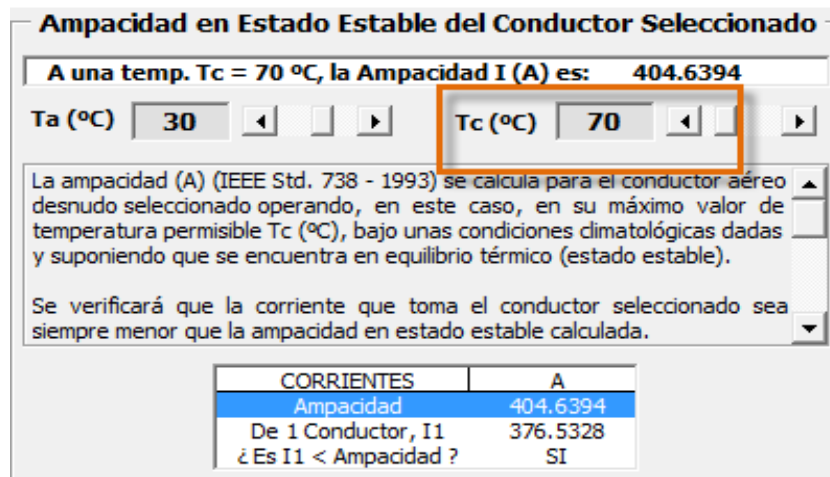 Ampacidad en Estado Estable del Conductor Seleccionado
A una temp. Tc = 70 ºC, la Ampacidad I (A) es: 404.6394
Ta (ºC) 30 Tc (ºC) 70
La ampacidad (A) (IEEE Std. 738 - 1993) se calcula para el conductor aéreo
desnudo seleccionado operando, en este caso, en su máximo valor de
temperatura permisible Tc (ºC), bajo unas condiciones climatológicas dadas
y suponiendo que se encuentra en equilibrio térmico (estado estable).
Se verificará que la corriente que toma el conductor seleccionado sea
siempre menor que la ampacidad en estado estable calculada.
CORRIENTES A
Ampacidad 404.6394
De 1 Conductor, I1 376.5328
¿Es I1 < Ampacidad ? SI